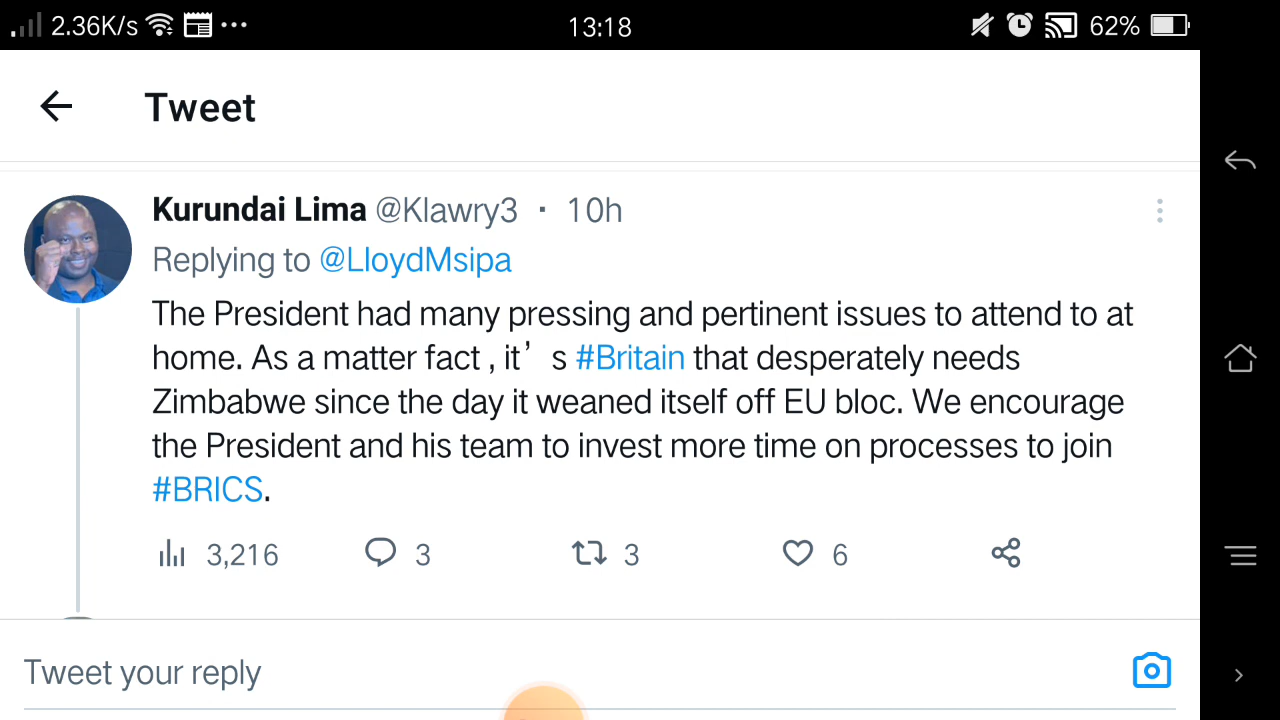 2.36K/s 13:18 62%
Tweet
Kurundai Lima @Klawry3 · 10h
Replying to @LloydMsipa
The President had many pressing and pertinent issues to attend to at
home. As a matter fact , it’ s #Britain that desperately needs
Zimbabwe since the day it weaned itself off EU bloc. We encourage
the President and his team to invest more time on processes to join
#BRICS.
3,216 3 3 6
Tweet your reply